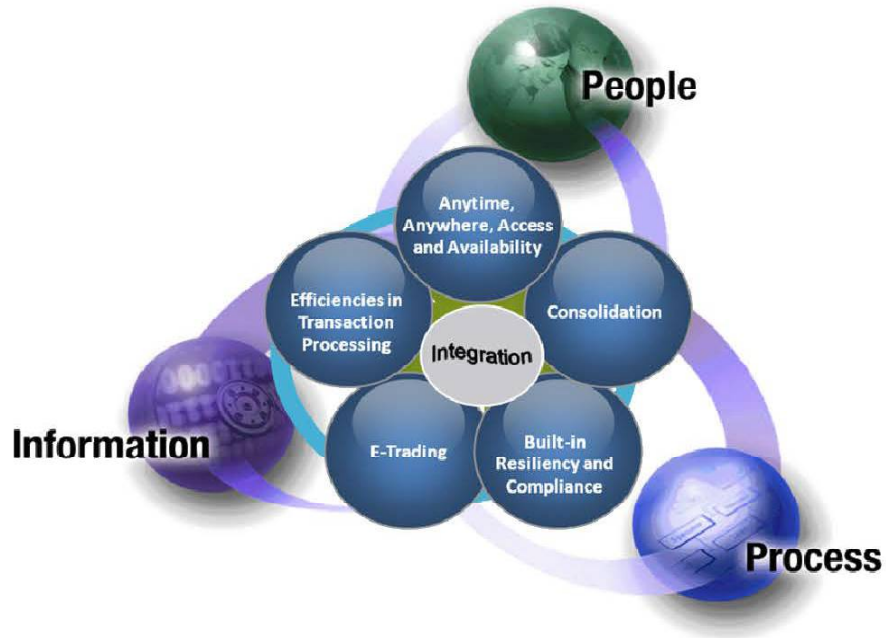 People
Anytime,
Anywhere, Access
and Availability
Efficiencies in
Transaction
Processing
Consolidation
Integration
Information
E-Trading
Built-in
Resiliency and
Compliance
Process